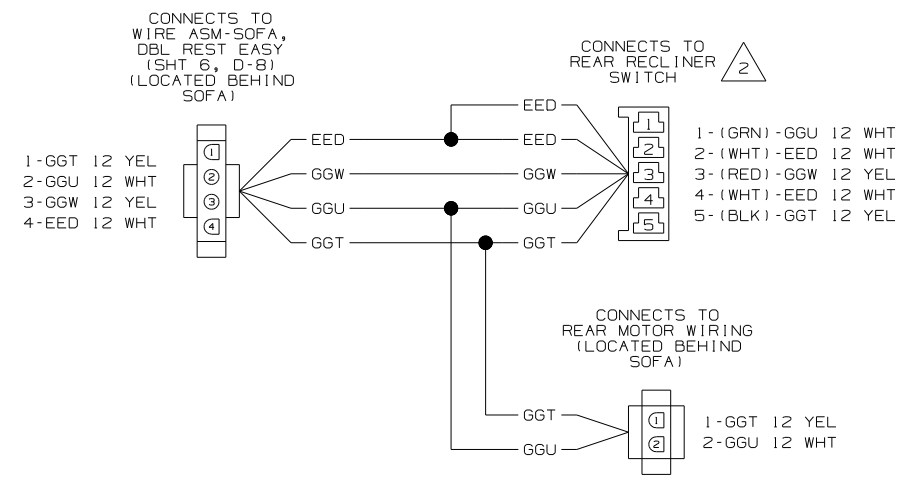 CONNECTS TO
WIRE ASM-SOFA,
DBL REST EASY
(SHT 6, D-8)
(LOCATED BEHIND
SOFA)
1-GGT 12 YEL
2-GGU 12 WHT
3-GGW 12 YEL
4-EED 12 WHT
1
2
3
4
EED
GGW
GGU
GGT
EED
EED
GGW
GGU
GGT
CONNECTS TO
REAR RECLINER
SWITCH
2
1
2
3
4
5
1-(GRN)-GGU 12 WHT
2-(WHT)-EED 12 WHT
3-(RED)-GGW 12 YEL
4-(WHT)-EED 12 WHT
5-(BLK)-GGT 12 YEL
CONNECTS TO
REAR MOTOR WIRING
(LOCATED BEHIND
SOFA)
GGT
GGU
1
2
1-GGT 12 YEL
2-GGU 12 WHT